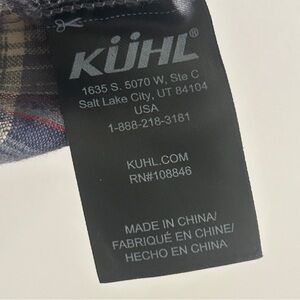 KÜHL®
1635 S. 5070 W, Ste C
Salt Lake City, UT 84104
USA
1-888-218-3181
KUHL.COM
RN#108846
MADE IN CHINA/
FABRIQUÉ EN CHINE/
HECHO EN CHINA